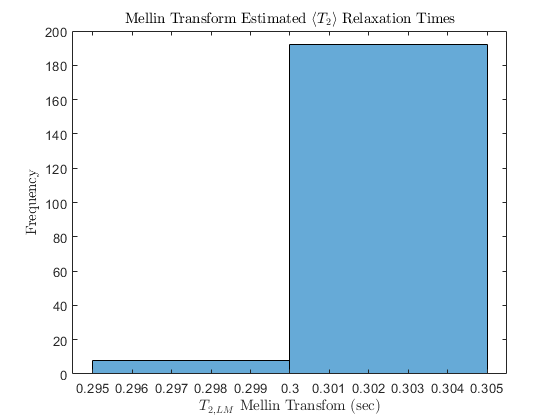 Mellin Transform Estimated ⟨T₂⟩ Relaxation Times
200
180
160
140
120
100
80
60
40
20
0
Frequency
0.295 0.296 0.297 0.298 0.299 0.3 0.301 0.302 0.303 0.304 0.305
T₂,LM Mellin Transfom (sec)